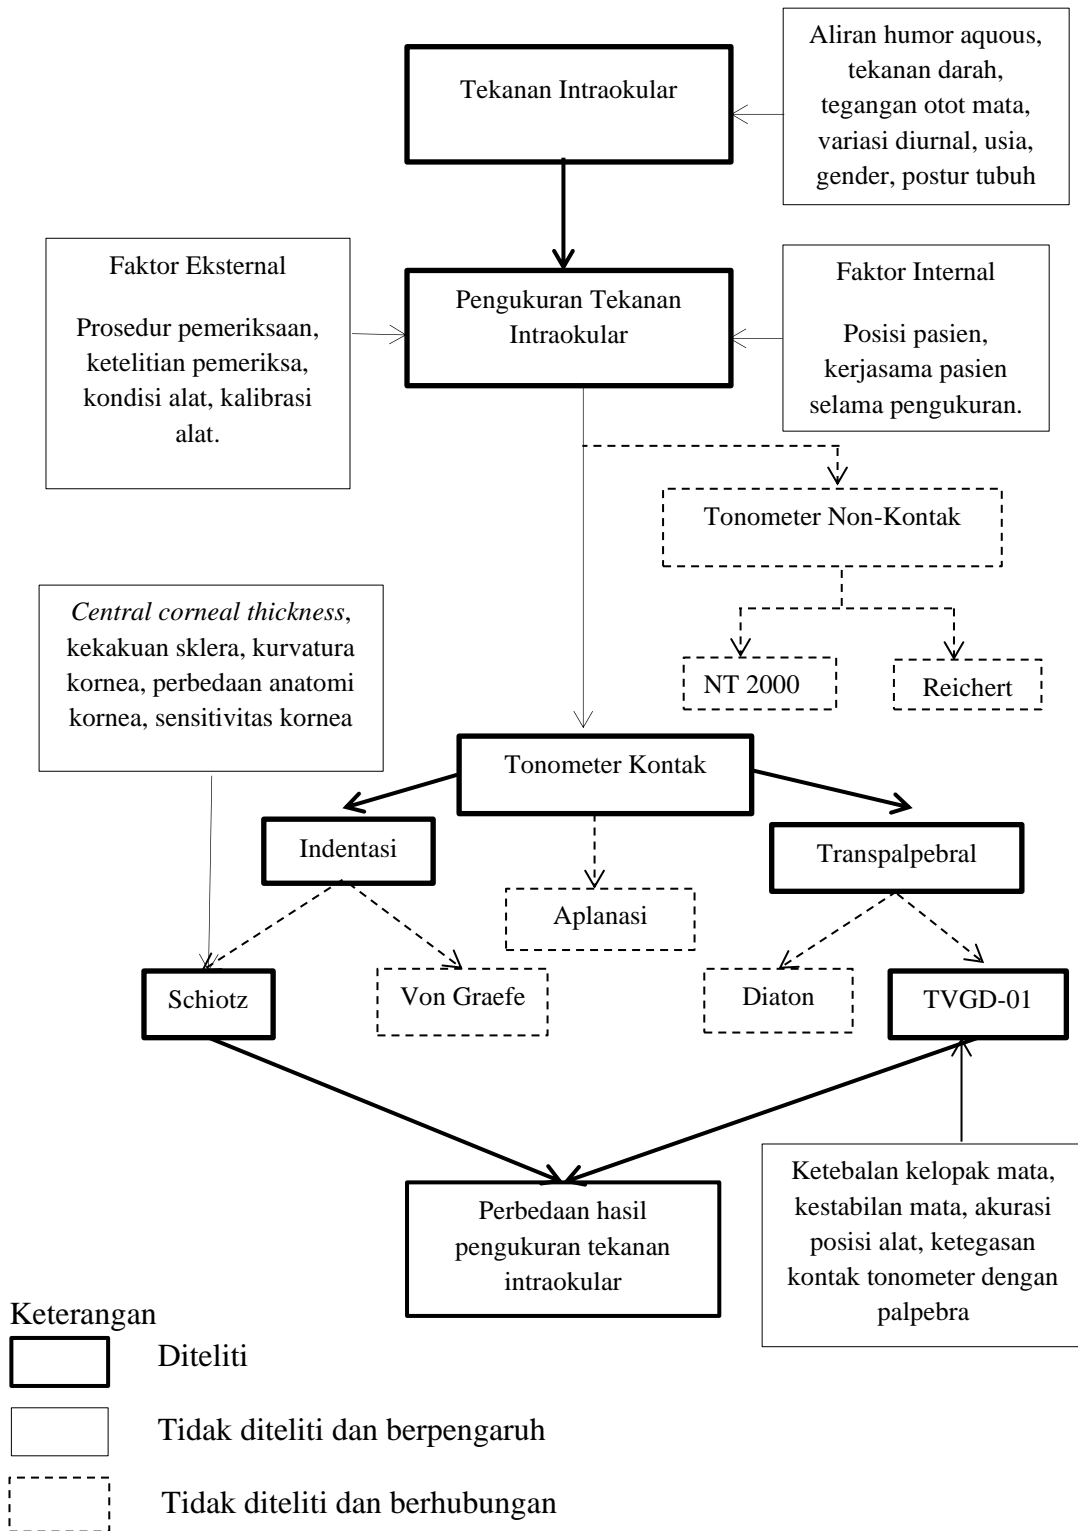 Aliran humor aquous,
tekanan darah,
tegangan otot mata,
variasi diurnal, usia,
gender, postur tubuh
Tekanan Intraokular
Faktor Eksternal
Prosedur pemeriksaan,
ketelitian pemeriksa,
kondisi alat, kalibrasi
alat.
Pengukuran Tekanan
Intraokular
Faktor Internal
Posisi pasien,
kerjasama pasien
selama pengukuran.
Tonometer Non-Kontak
Central corneal thickness,
kekakuan sklera, kurvatura
kornea, perbedaan anatomi
kornea, sensitivitas kornea
NT 2000
Reichert
Tonometer Kontak
Indentasi
Transpalpebral
Aplanasi
Schiotz
Von Graefe
Diaton
TVGD-01
Perbedaan hasil
pengukuran tekanan
intraokular
Ketebalan kelopak mata,
kestabilan mata, akurasi
posisi alat, ketegasan
kontak tonometer dengan
palpebra
Keterangan
Diteliti
Tidak diteliti dan berpengaruh
Tidak diteliti dan berhubungan